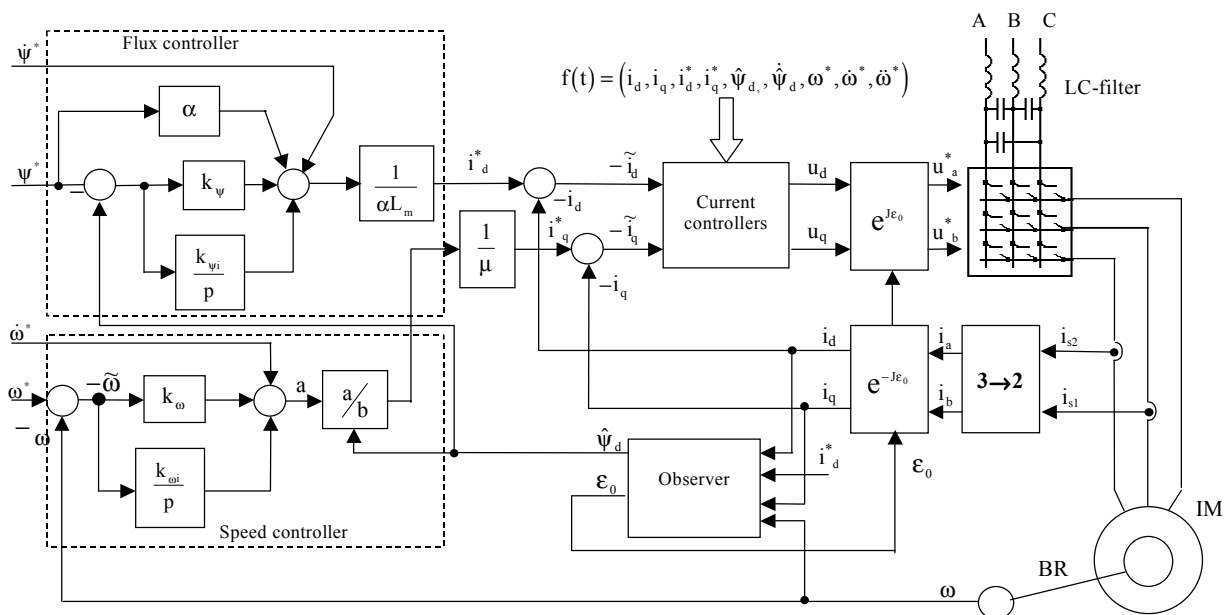 A B C
Flux controller
ψ̇*
f(t) = (i_d, i_q, i*_d, i*_q, ψ̂_d, ψ̂̇_d, ω*, ω̇*, ω̈*)
LC-filter
α
ψ*
−
k_ψ
1/αL_m
i*_d
−i_d
−ĩ_d
Current controllers
u_d
e^{Jε_0}
u*_a
k_ψi/p
1/μ
i*_q
−i_q
−ĩ_q
u_q
u*_b
ω̇*
ω*
−ω̃
k_ω
a
a/b
i_d
e^{-Jε_0}
i_a
3→2
i_s2
−ω
i_q
i_b
i_s1
k_ωi/p
ψ̂_d
ε_0
Observer
i*_d
ε_0
Speed controller
IM
BR
ω